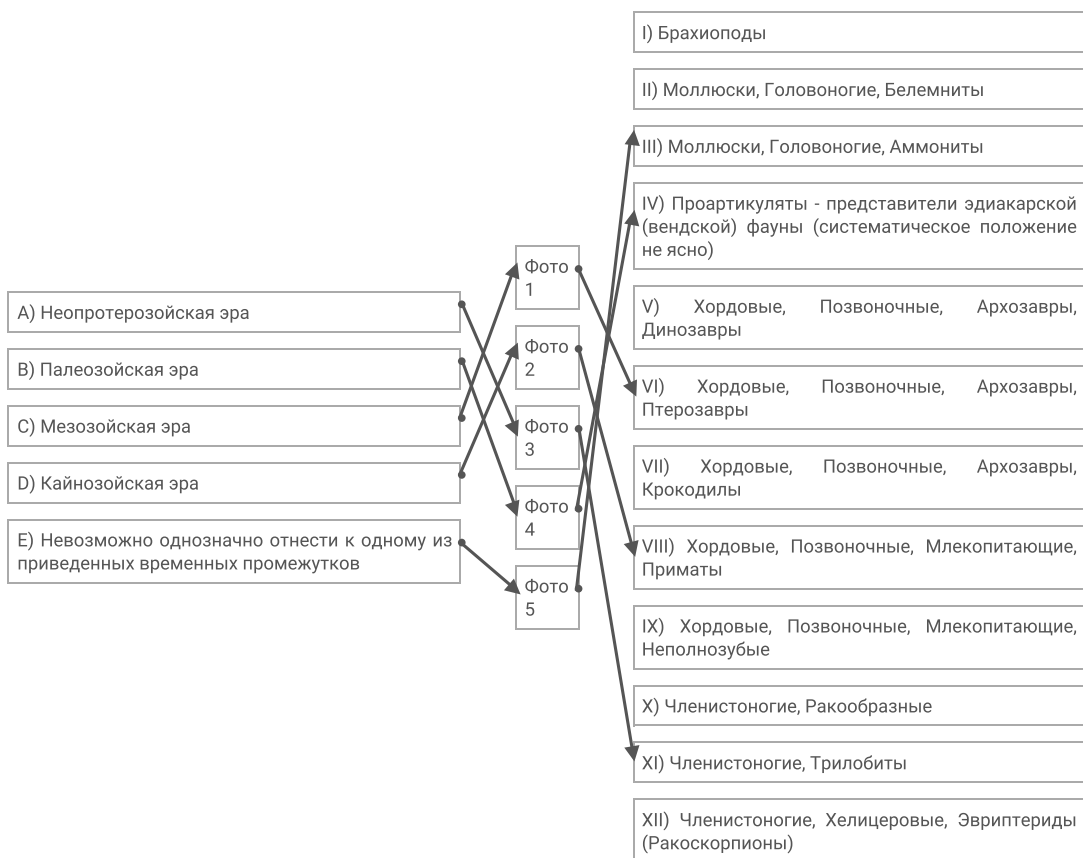 A) Неопротерозойская эра
B) Палеозойская эра
C) Мезозойская эра
D) Кайнозойская эра
E) Невозможно однозначно отнести к одному из
приведенных временных промежутков
Фото
1
Фото
2
Фото
3
Фото
4
Фото
5
I) Брахиоподы
II) Моллюски, Головоногие, Белемниты
III) Моллюски, Головоногие, Аммониты
IV) Проартикуляты - представители эдиакарской
(вендской) фауны (систематическое положение
не ясно)
V) Хордовые, Позвоночные, Архозавры,
Динозавры
VI) Хордовые, Позвоночные, Архозавры,
Птерозавры
VII) Хордовые, Позвоночные, Архозавры,
Крокодилы
VIII) Хордовые, Позвоночные, Млекопитающие,
Приматы
IX) Хордовые, Позвоночные, Млекопитающие,
Неполнозубые
X) Членистоногие, Ракообразные
XI) Членистоногие, Трилобиты
XII) Членистоногие, Хелицеровые, Эвриптериды
(Ракоскорпионы)